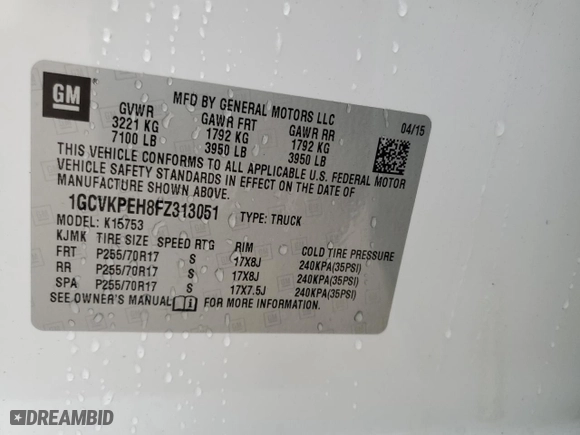 GM
MFD BY GENERAL MOTORS LLC
04/15
GVWR GAWR FRT GAWR RR
3221 KG 1792 KG 1792 KG
7100 LB 3950 LB 3950 LB
THIS VEHICLE CONFORMS TO ALL APPLICABLE U.S. FEDERAL MOTOR
VEHICLE SAFETY STANDARDS IN EFFECT ON THE DATE OF
MANUFACTURE SHOWN ABOVE.
1GCVKPEH8FZ313051 TYPE: TRUCK
MODEL: K15753
KJMK TIRE SIZE SPEED RTG RIM COLD TIRE PRESSURE
FRT P255/70R17 S 17X8J 240KPA(35PSI)
RR P255/70R17 S 17X8J 240KPA(35PSI)
SPA P255/70R17 S 17X7.5J 240KPA(35PSI)
SEE OWNER'S MANUAL FOR MORE INFORMATION.
DREAMBID